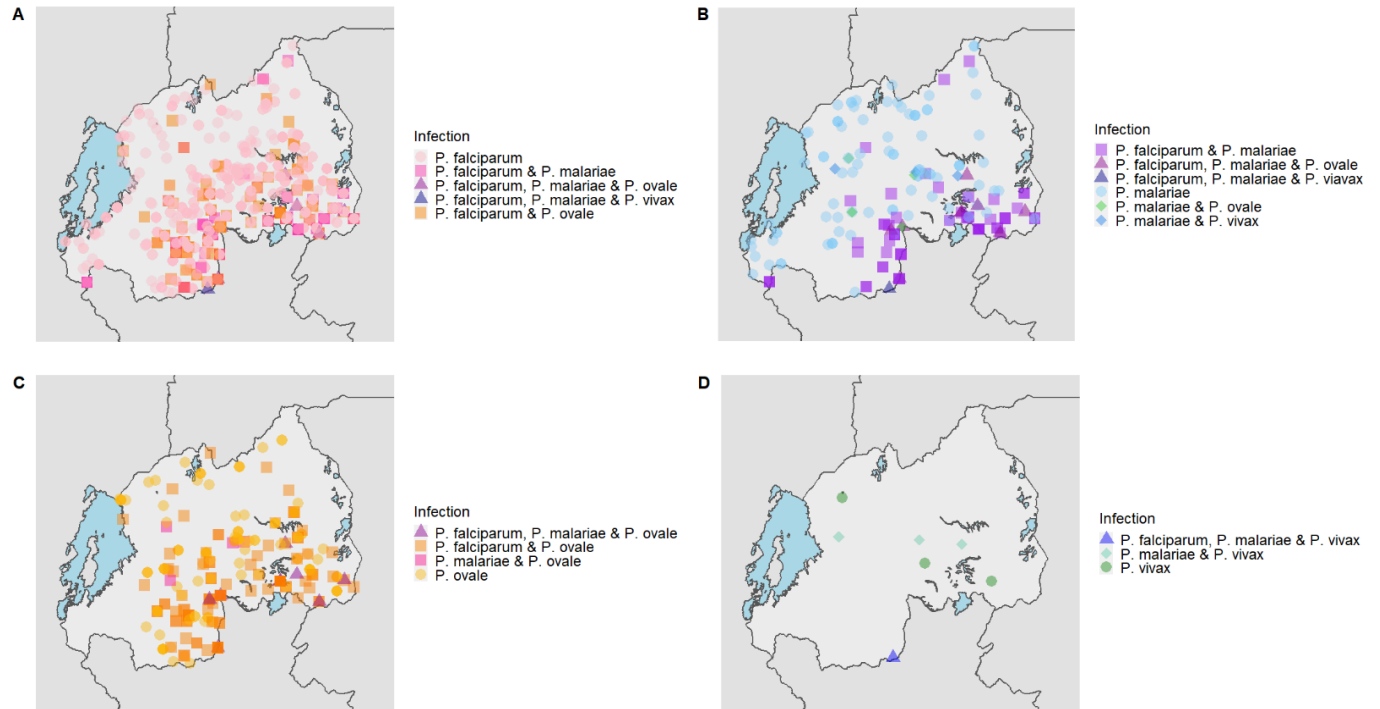 A
Infection
P. falciparum
P. falciparum & P. malariae
P. falciparum, P. malariae & P. ovale
P. falciparum, P. malariae & P. vivax
P. falciparum & P. ovale
B
Infection
P. falciparum & P. malariae
P. falciparum, P. malariae & P. ovale
P. falciparum, P. malariae & P. viavax
P. malariae
P. malariae & P. ovale
P. malariae & P. vivax
C
Infection
P. falciparum, P. malariae & P. ovale
P. falciparum & P. ovale
P. malariae & P. ovale
P. ovale
D
Infection
P. falciparum, P. malariae & P. vivax
P. malariae & P. vivax
P. vivax